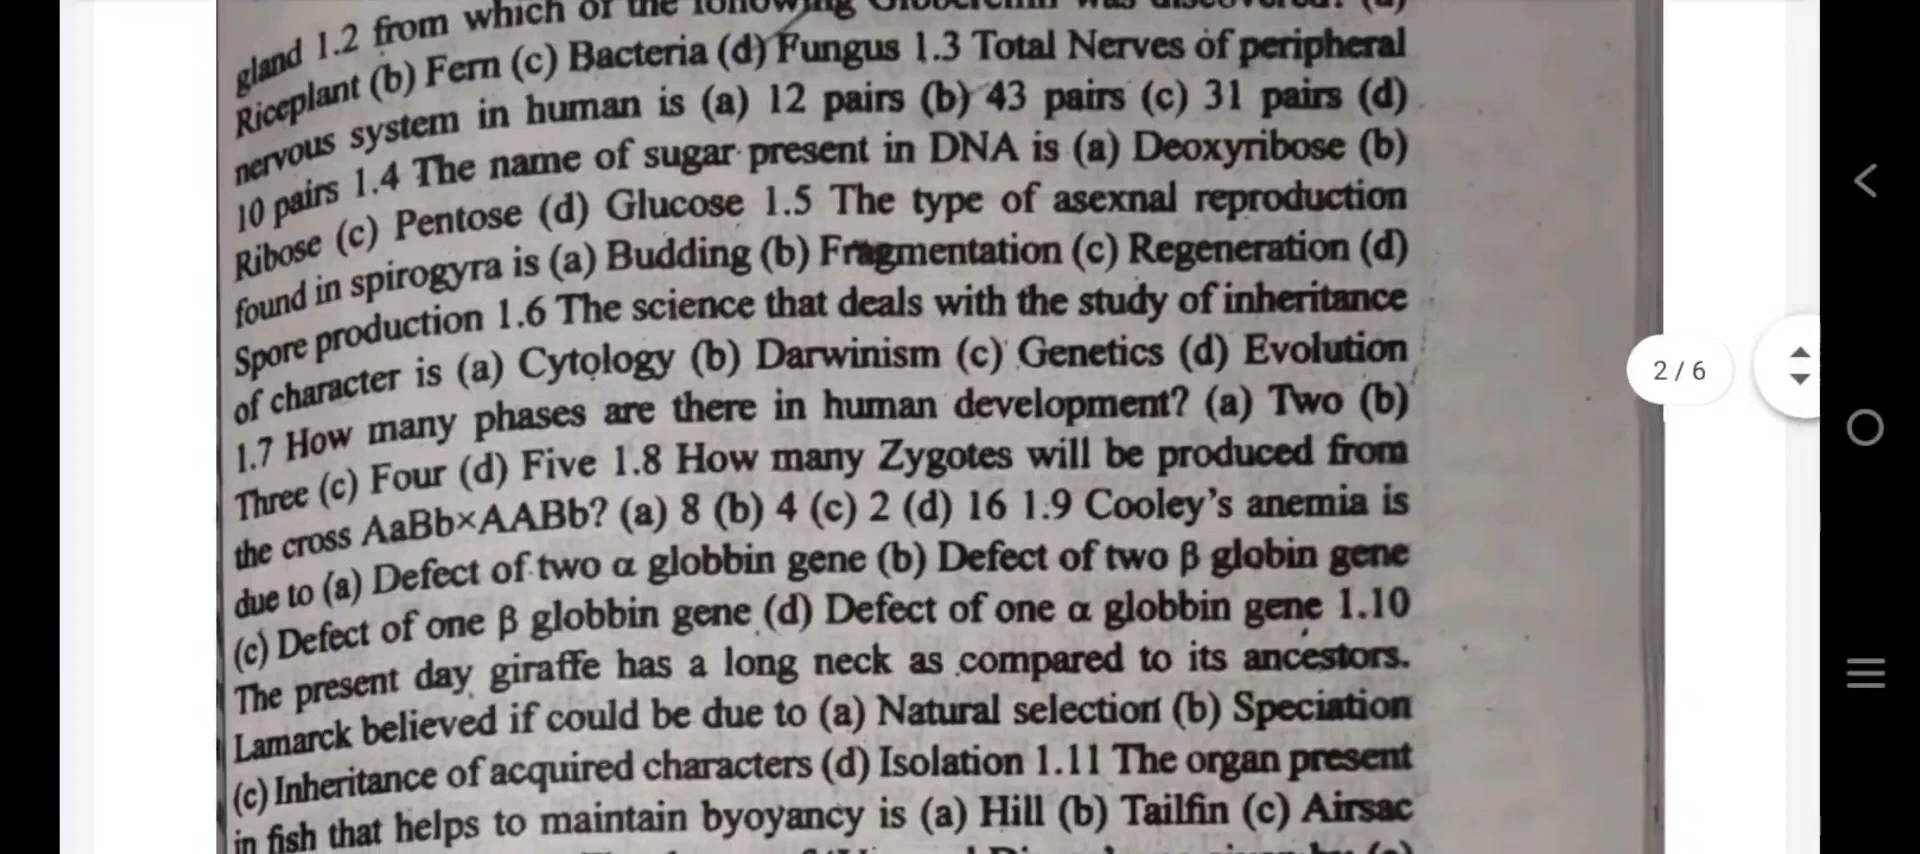 gland 1.2 from which of the following
Riceplant (b) Fern (c) Bacteria (d) Fungus 1.3 Total Nerves of peripheral
nervous system in human is (a) 12 pairs (b) 43 pairs (c) 31 pairs (d)
10 pairs 1.4 The name of sugar present in DNA is (a) Deoxyribose (b)
Ribose (c) Pentose (d) Glucose 1.5 The type of asexnal reproduction
found in spirogyra is (a) Budding (b) Fragmentation (c) Regeneration (d)
Spore production 1.6 The science that deals with the study of inheritance
of character is (a) Cytology (b) Darwinism (c) Genetics (d) Evolution
1.7 How many phases are there in human development? (a) Two (b)
Three (c) Four (d) Five 1.8 How many Zygotes will be produced from
the cross AaBb×AABb? (a) 8 (b) 4 (c) 2 (d) 16 1.9 Cooley's anemia is
due to (a) Defect of two α globbin gene (b) Defect of two β globin gene
(c) Defect of one β globbin gene (d) Defect of one α globbin gene 1.10
The present day giraffe has a long neck as compared to its ancestors.
Lamarck believed if could be due to (a) Natural selection (b) Speciation
(c) Inheritance of acquired characters (d) Isolation 1.11 The organ present
in fish that helps to maintain byoyancy is (a) Hill (b) Tailfin (c) Airsac
2 / 6